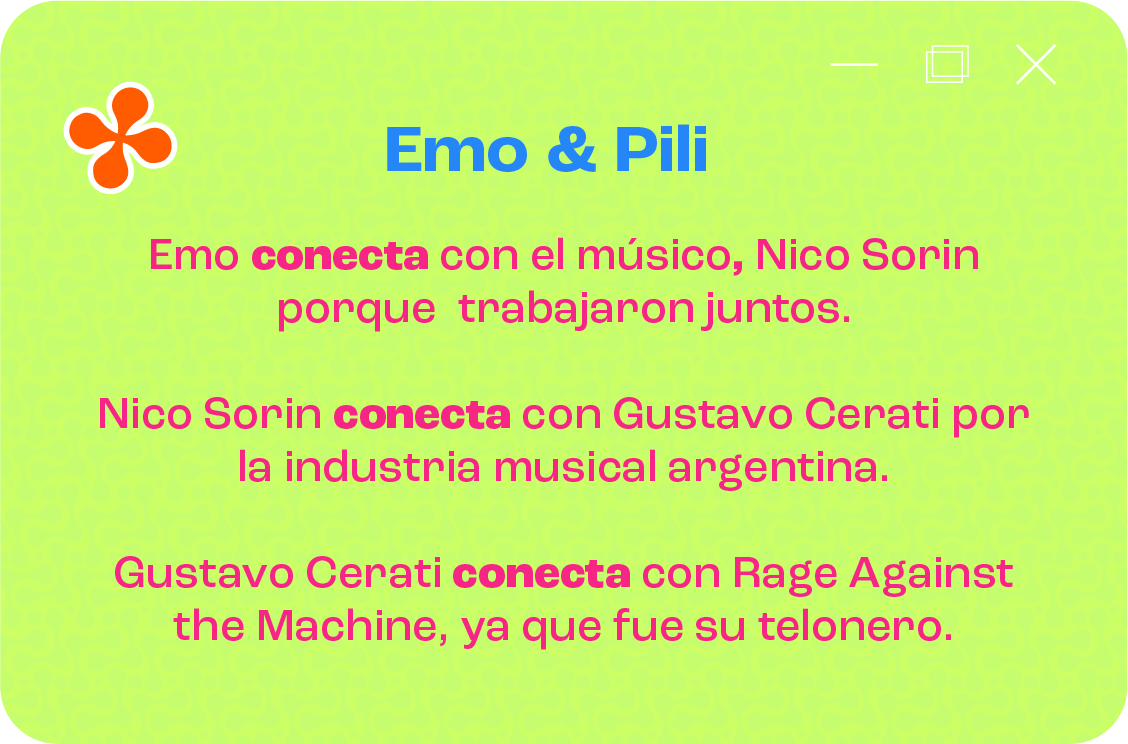 Emo & Pili
Emo conecta con el músico, Nico Sorin
porque  trabajaron juntos.
Nico Sorin conecta con Gustavo Cerati por
la industria musical argentina.
Gustavo Cerati conecta con Rage Against
the Machine, ya que fue su telonero.